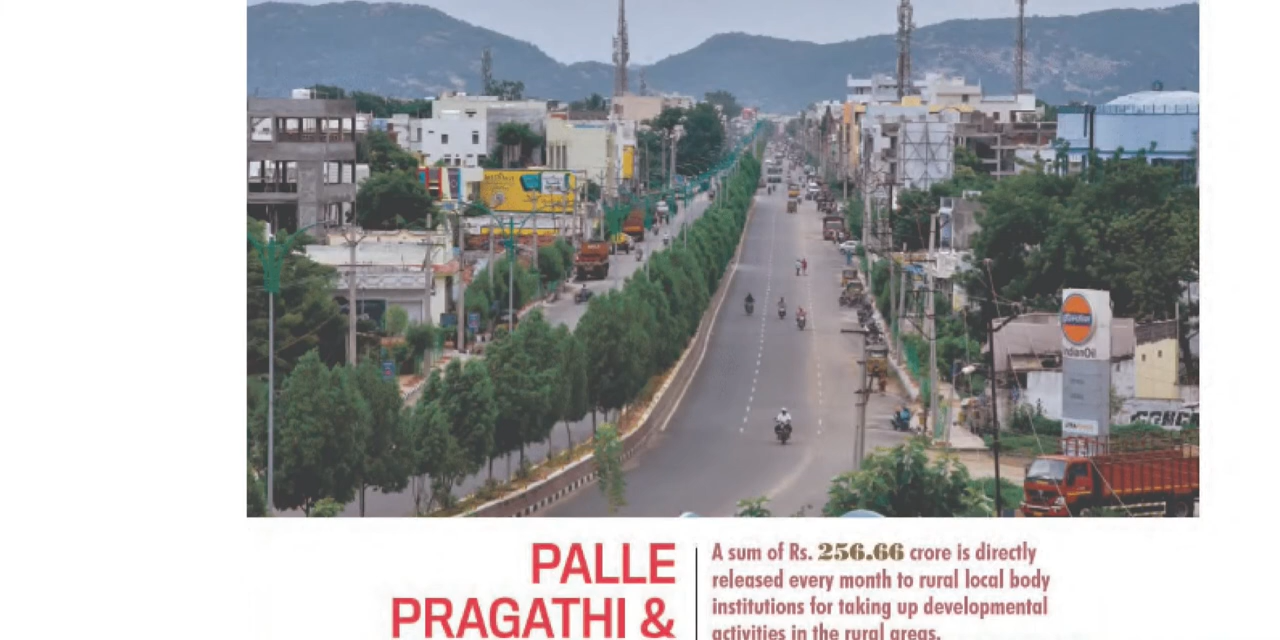 IndianOil
PALLE
PRAGATHI &
A sum of Rs. 256.66 crore is directly
released every month to rural local body
institutions for taking up developmental
activities in the rural areas.